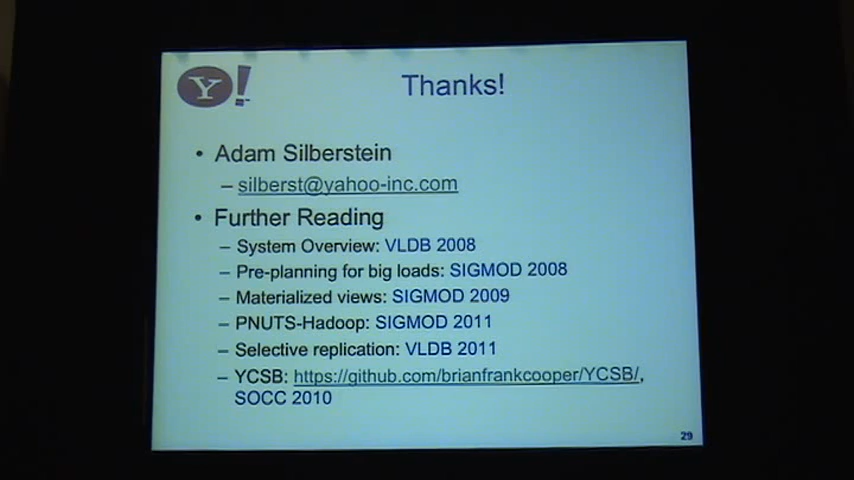 Y!
Thanks!
• Adam Silberstein
– silberst@yahoo-inc.com
• Further Reading
– System Overview: VLDB 2008
– Pre-planning for big loads: SIGMOD 2008
– Materialized views: SIGMOD 2009
– PNUTS-Hadoop: SIGMOD 2011
– Selective replication: VLDB 2011
– YCSB: https://github.com/brianfrankcooper/YCSB/,
SOCC 2010
29